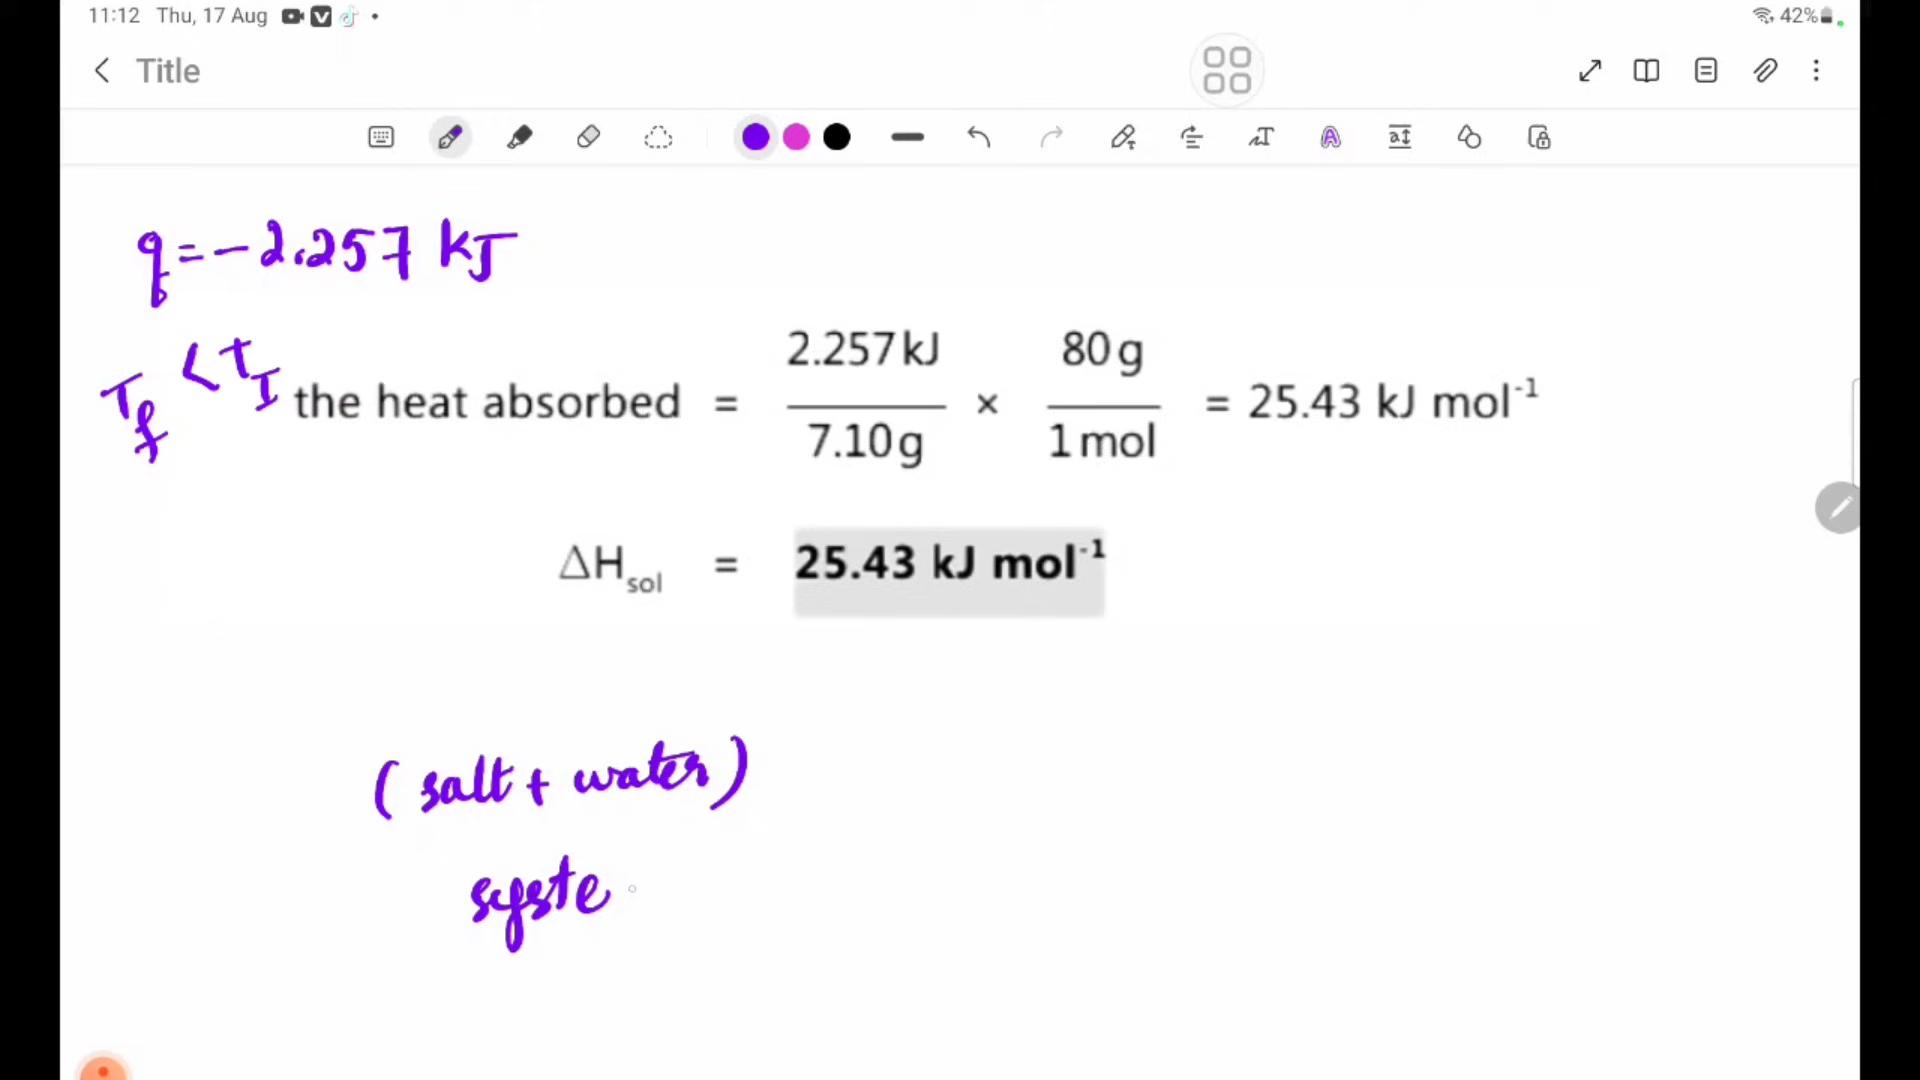 11:12 Thu, 17 Aug
42%
Title
q = - 2.257 kJ
2.257 kJ 80 g
Tf < TI the heat absorbed = × = 25.43 kJ mol⁻¹
7.10 g 1 mol
ΔHsol = 25.43 kJ mol⁻¹
( salt + water )
syste